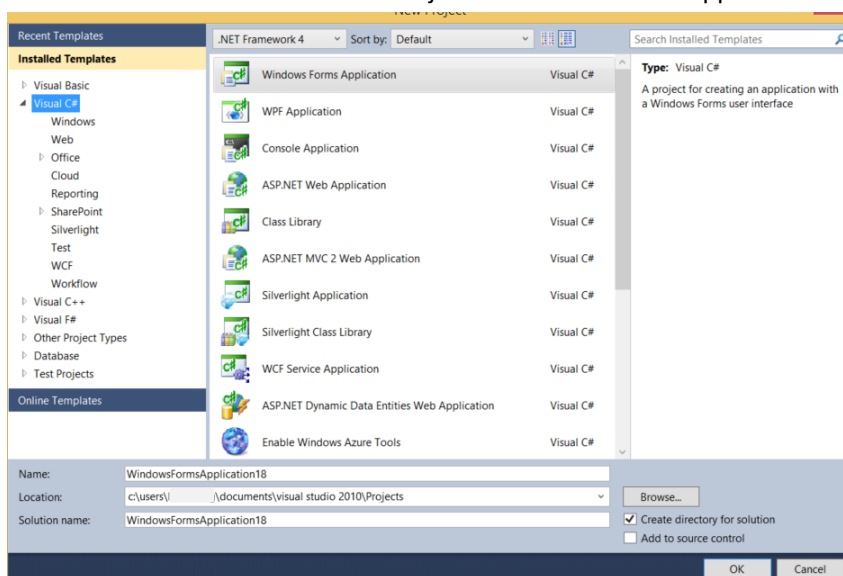 New Project
Recent Templates
.NET Framework 4
Sort by: Default
Search Installed Templates
Installed Templates
Visual Basic
Visual C#
Windows
Web
Office
Cloud
Reporting
SharePoint
Silverlight
Test
WCF
Workflow
Visual C++
Visual F#
Other Project Types
Database
Test Projects
Online Templates
Windows Forms Application Visual C#
WPF Application Visual C#
Console Application Visual C#
ASP.NET Web Application Visual C#
Class Library Visual C#
ASP.NET MVC 2 Web Application Visual C#
Silverlight Application Visual C#
Silverlight Class Library Visual C#
WCF Service Application Visual C#
ASP.NET Dynamic Data Entities Web Application Visual C#
Enable Windows Azure Tools Visual C#
Type: Visual C#
A project for creating an application with
a Windows Forms user interface
Name: WindowsFormsApplication18
Location: c:\users\ \documents\visual studio 2010\Projects
Browse...
Solution name: WindowsFormsApplication18
Create directory for solution
Add to source control
OK Cancel